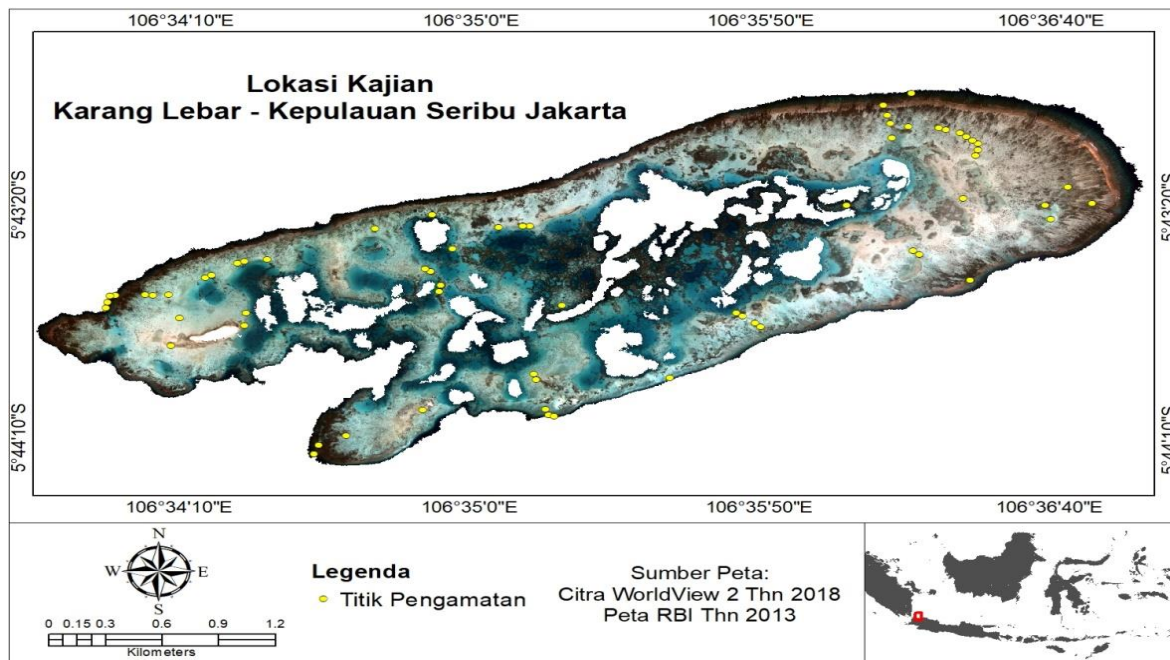 106°34'10"E 106°35'0"E 106°35'50"E 106°36'40"E
Lokasi Kajian
Karang Lebar - Kepulauan Seribu Jakarta
5°43'20"S
5°43'20"S
5°44'10"S
5°44'10"S
106°34'10"E 106°35'0"E 106°35'50"E 106°36'40"E
N
W E
S
0 0.15 0.3 0.6 0.9 1.2
Kilometers
Legenda
Titik Pengamatan
Sumber Peta:
Citra WorldView 2 Thn 2018
Peta RBI Thn 2013